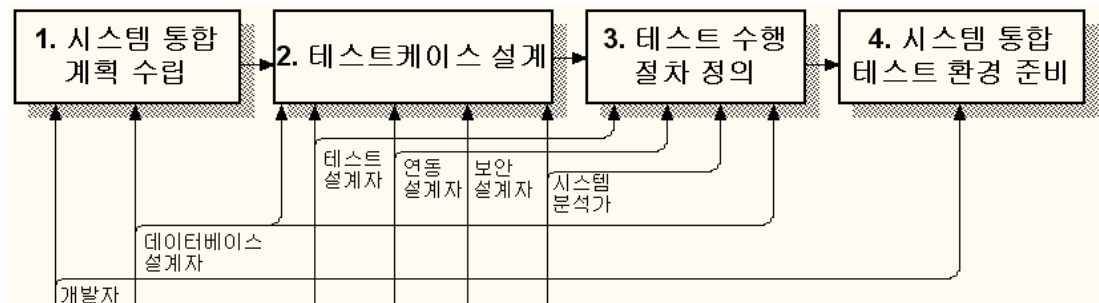 1. 시스템 통합
계획 수립
2. 테스트케이스 설계
3. 테스트 수행
절차 정의
4. 시스템 통합
테스트 환경 준비
테스트
설계자
연동
설계자
보안
설계자
시스템
분석가
데이터베이스
설계자
개발자